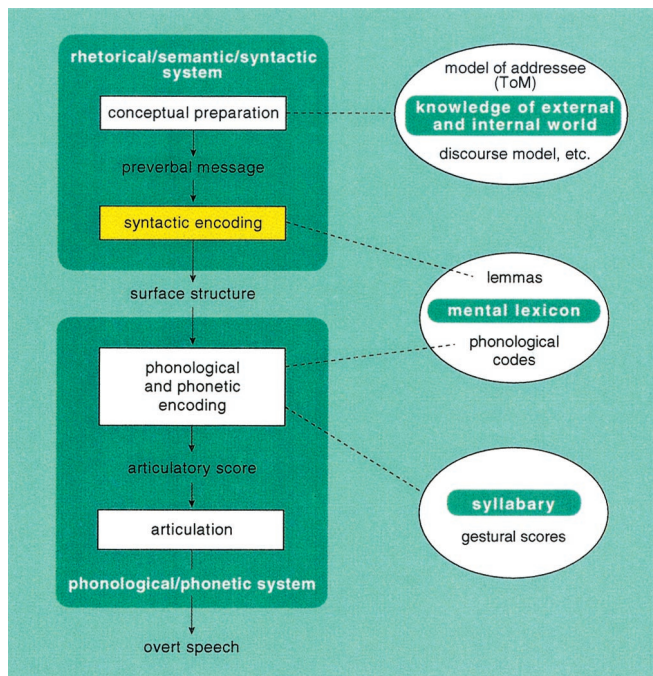 rhetorical/semantic/syntactic
system
conceptual preparation
preverbal message
syntactic encoding
surface structure
phonological
and phonetic
encoding
articulatory score
articulation
phonological/phonetic system
overt speech
model of addressee
(ToM)
knowledge of external
and internal world
discourse model, etc.
lemmas
mental lexicon
phonological
codes
syllabary
gestural scores